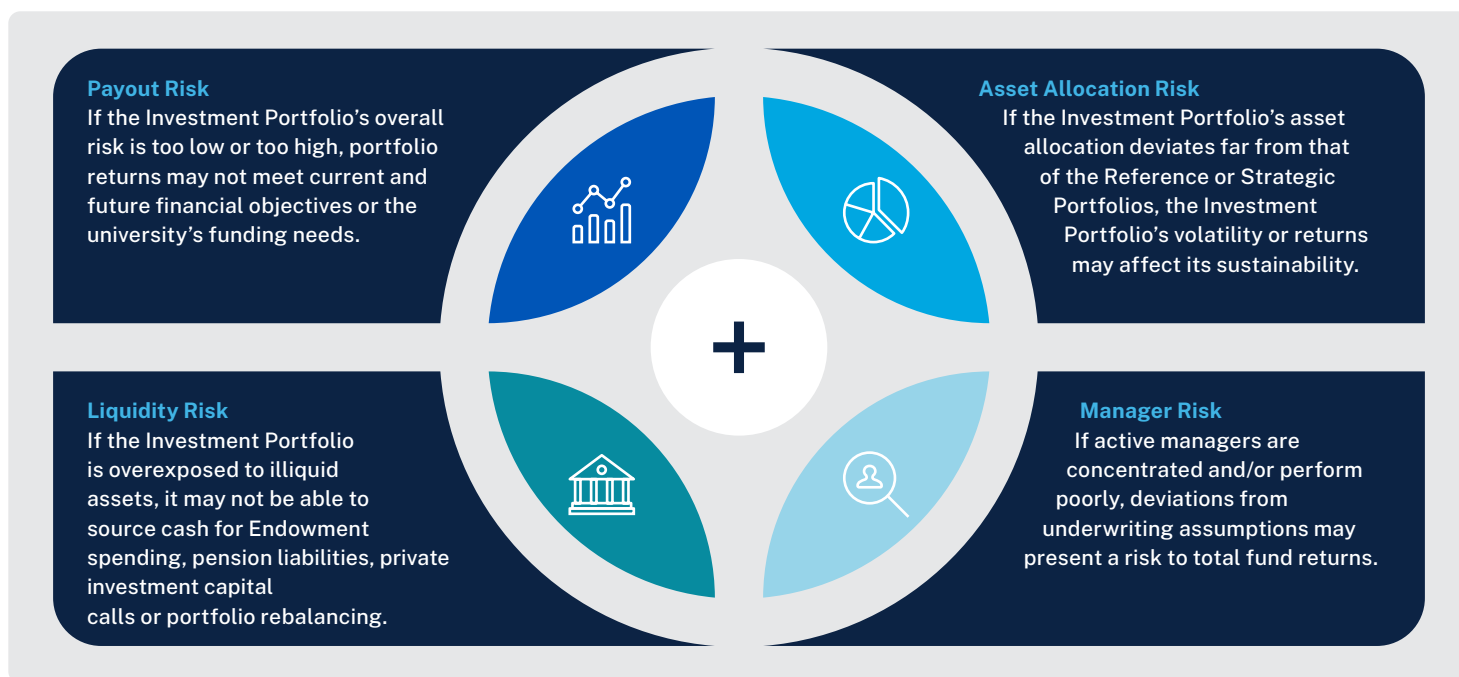 Payout Risk
If the Investment Portfolio’s overall
risk is too low or too high, portfolio
returns may not meet current and
future financial objectives or the
university’s funding needs.
Asset Allocation Risk
If the Investment Portfolio’s asset
allocation deviates far from that
of the Reference or Strategic
Portfolios, the Investment
Portfolio’s volatility or returns
may affect its sustainability.
Liquidity Risk
If the Investment Portfolio
is overexposed to illiquid
assets, it may not be able to
source cash for Endowment
spending, pension liabilities, private
investment capital
calls or portfolio rebalancing.
Manager Risk
If active managers are
concentrated and/or perform
poorly, deviations from
underwriting assumptions may
present a risk to total fund returns.